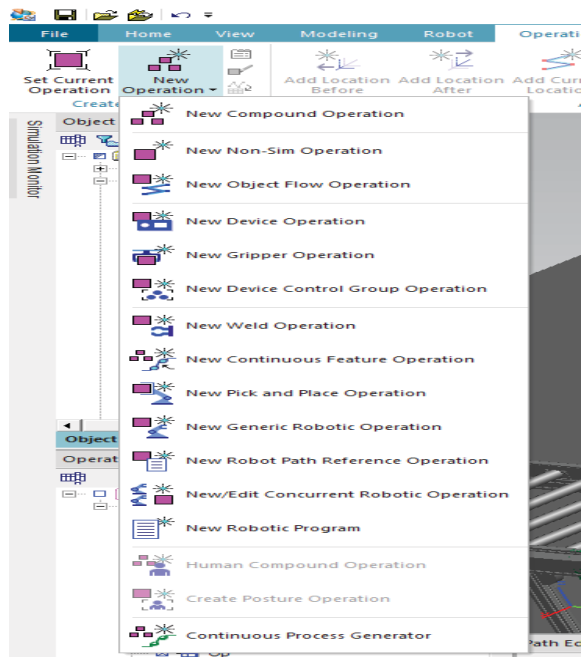 File Home View Modeling Robot Operati
Set Current Operation
New Operation
Add Location Before
Add Location After
Add Curr
Locatio
Creat
Simulation Monitor
Object
New Compound Operation
New Non-Sim Operation
New Object Flow Operation
New Device Operation
New Gripper Operation
New Device Control Group Operation
New Weld Operation
New Continuous Feature Operation
New Pick and Place Operation
New Generic Robotic Operation
New Robot Path Reference Operation
New/Edit Concurrent Robotic Operation
New Robotic Program
Human Compound Operation
Create Posture Operation
Continuous Process Generator
Object
Operat
Path Ec
Op